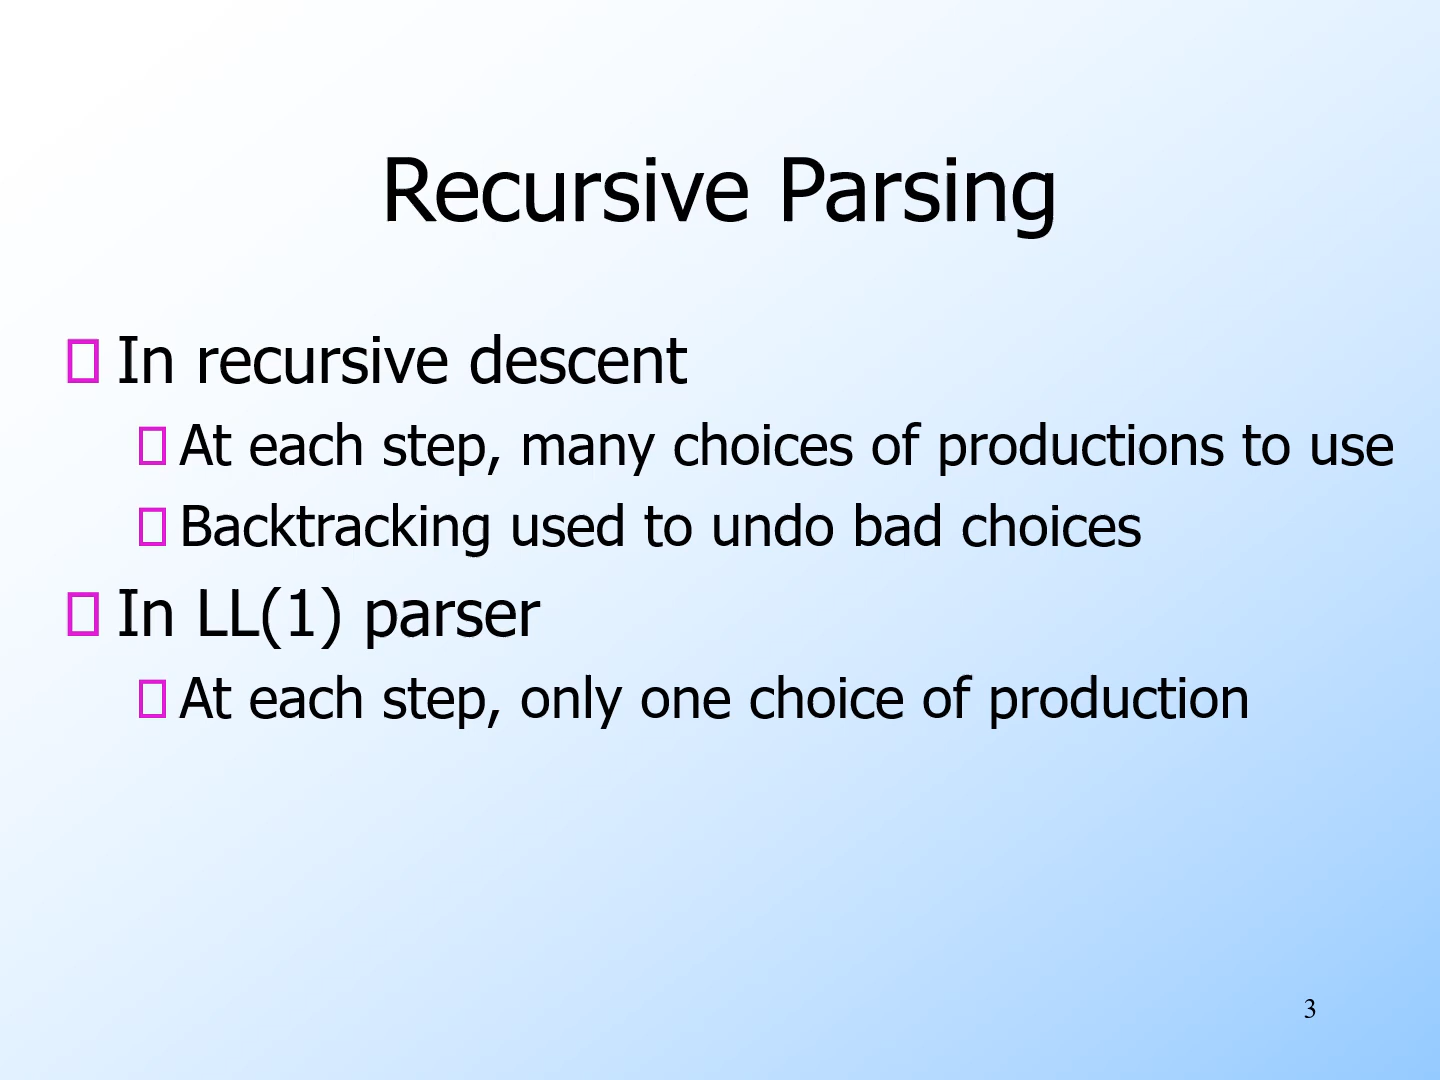 Recursive Parsing
In recursive descent
At each step, many choices of productions to use
Backtracking used to undo bad choices
In LL(1) parser
At each step, only one choice of production
3